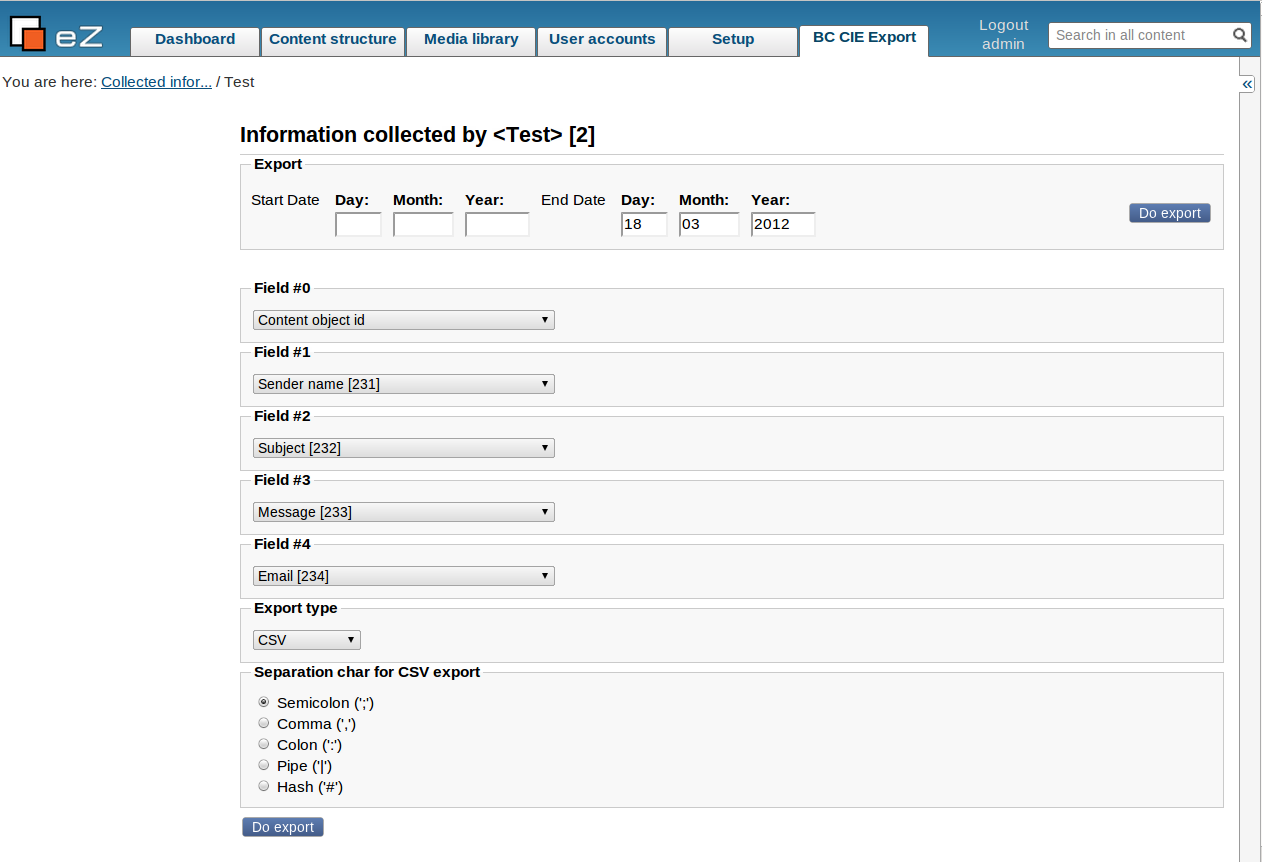 eZ
Dashboard
Content structure
Media library
User accounts
Setup
BC CIE Export
Logout
admin
Search in all content
You are here: Collected infor... / Test
«
Information collected by <Test> [2]
Export
Start Date Day: Month: Year: End Date Day: Month: Year:
18 03 2012
Do export
Field #0
Content object id
Field #1
Sender name [231]
Field #2
Subject [232]
Field #3
Message [233]
Field #4
Email [234]
Export type
CSV
Separation char for CSV export
Semicolon (';')
Comma (',')
Colon (':')
Pipe ('|')
Hash ('#')
Do export